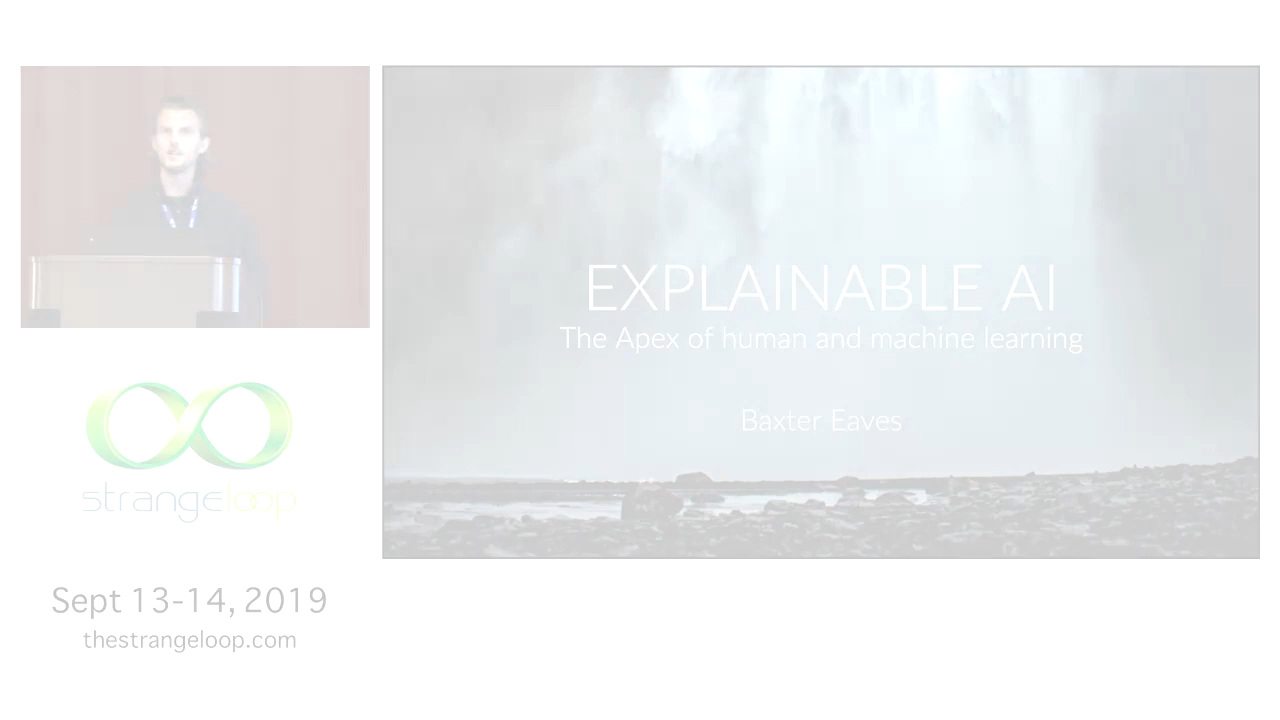 EXPLAINABLE AI
The Apex of human and machine learning
Baxter Eaves
strangeloop
Sept 13-14, 2019
thestrangeloop.com